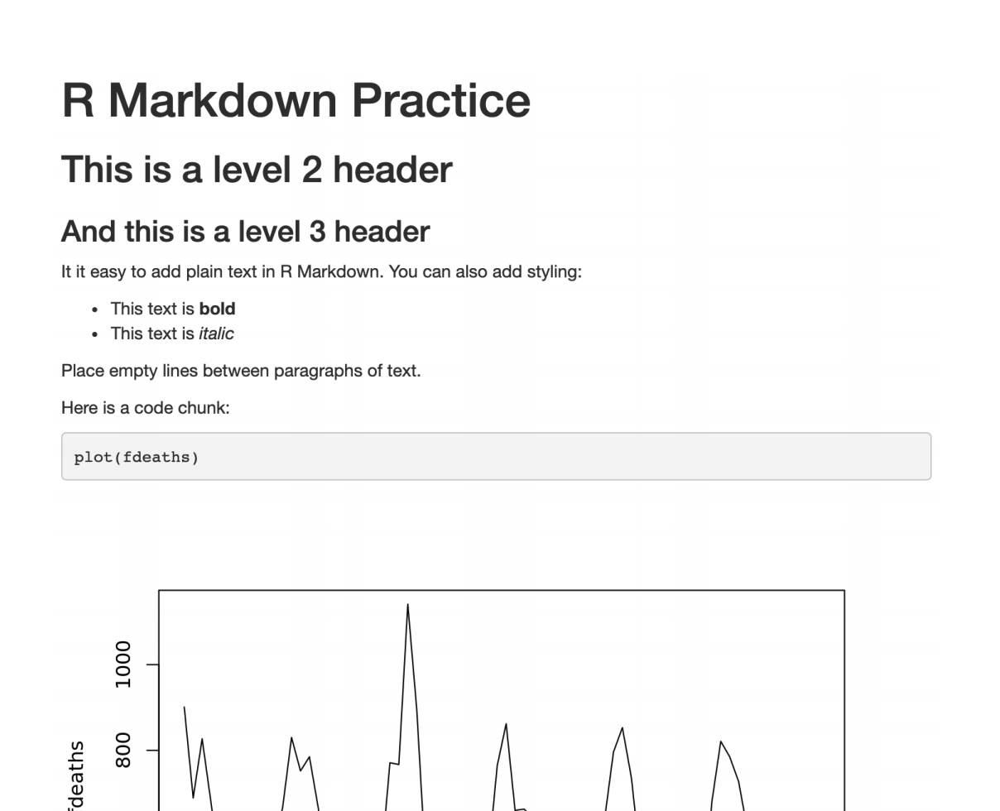 R Markdown Practice
This is a level 2 header
And this is a level 3 header
It it easy to add plain text in R Markdown. You can also add styling:
• This text is bold
• This text is italic
Place empty lines between paragraphs of text.
Here is a code chunk:
plot(fdeaths)
1000
800
fdeaths